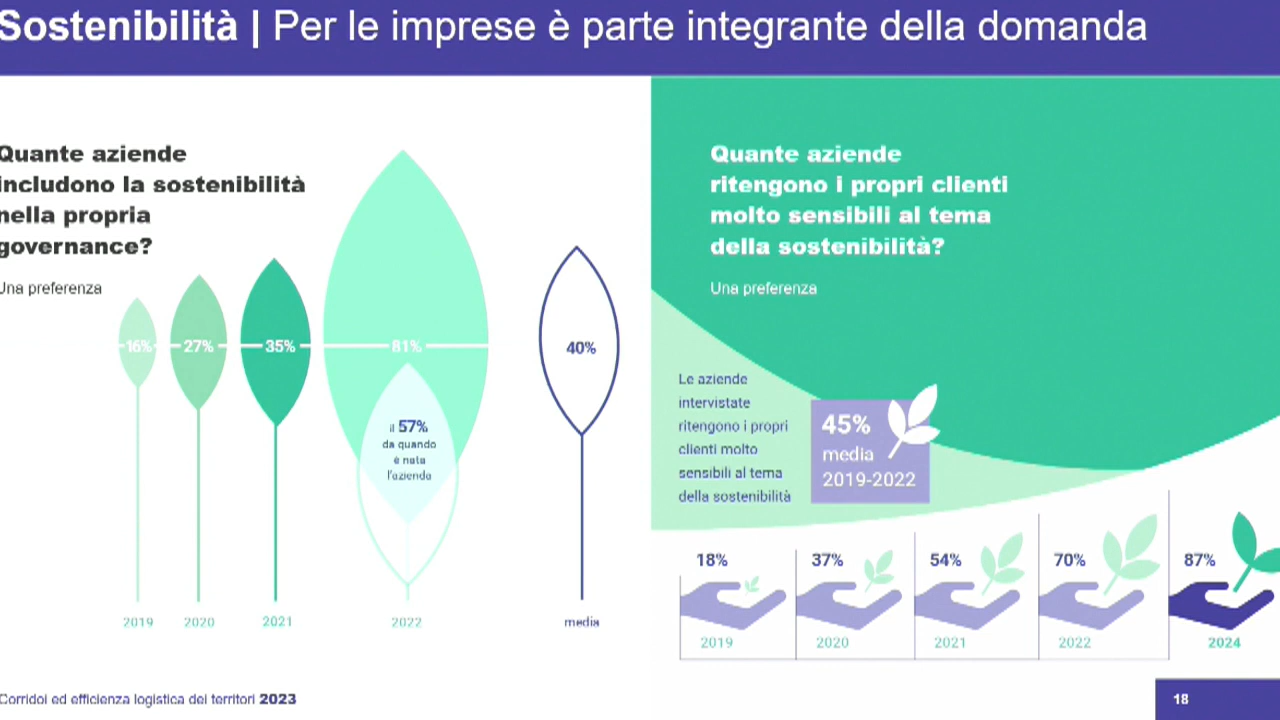 Sostenibilità | Per le imprese è parte integrante della domanda
Quante aziende
includono la sostenibilità
nella propria
governance?
Una preferenza
16%
27%
35%
81%
40%
il 57%
da quando
è nata
l'azienda
2019
2020
2021
2022
media
Quante aziende
ritengono i propri clienti
molto sensibili al tema
della sostenibilità?
Una preferenza
Le aziende
intervistate
ritengono i propri
clienti molto
sensibili al tema
della sostenibilità
45%
media
2019-2022
18%
37%
54%
70%
87%
2019
2020
2021
2022
2024
Corridoi ed efficienza logistica dei territori 2023
18